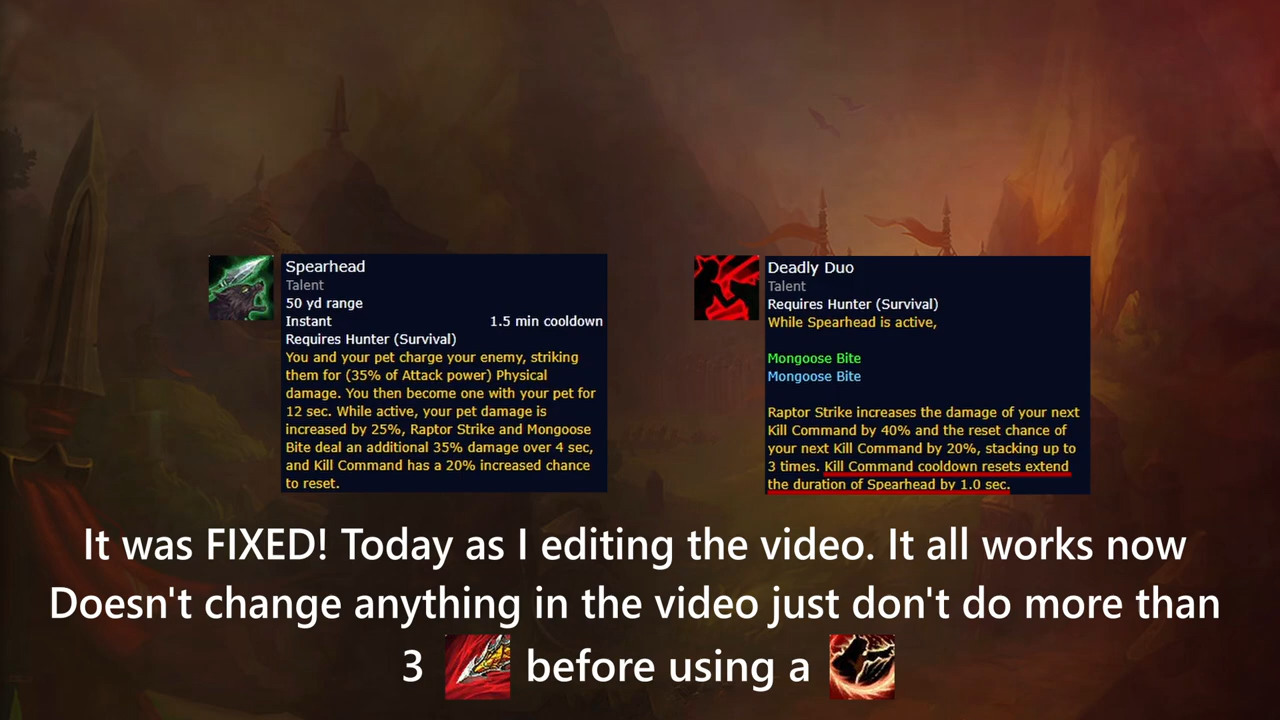 Spearhead
Talent
50 yd range
Instant 1.5 min cooldown
Requires Hunter (Survival)
You and your pet charge your enemy, striking
them for (35% of Attack power) Physical
damage. You then become one with your pet for
12 sec. While active, your pet damage is
increased by 25%, Raptor Strike and Mongoose
Bite deal an additional 35% damage over 4 sec,
and Kill Command has a 20% increased chance
to reset.
Deadly Duo
Talent
Requires Hunter (Survival)
While Spearhead is active,
Mongoose Bite
Mongoose Bite
Raptor Strike increases the damage of your next
Kill Command by 40% and the reset chance of
your next Kill Command by 20%, stacking up to
3 times. Kill Command cooldown resets extend
the duration of Spearhead by 1.0 sec.
It was FIXED! Today as I editing the video. It all works now
Doesn't change anything in the video just don't do more than
3 before using a